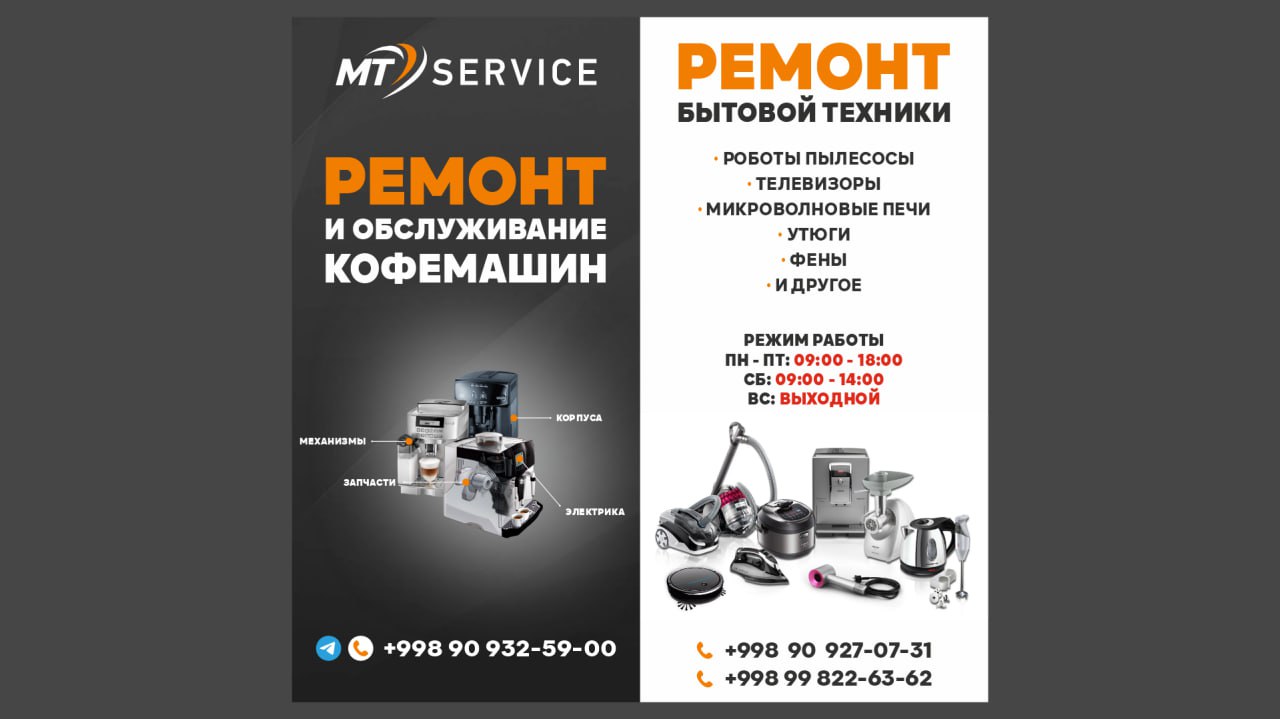 MT SERVICE
РЕМОНТ
И ОБСЛУЖИВАНИЕ
КОФЕМАШИН
КОРПУСА
МЕХАНИЗМЫ
ЗАПЧАСТИ
ЭЛЕКТРИКА
+998 90 932-59-00
РЕМОНТ
БЫТОВОЙ ТЕХНИКИ
• РОБОТЫ ПЫЛЕСОСЫ
• ТЕЛЕВИЗОРЫ
• МИКРОВОЛНОВЫЕ ПЕЧИ
• УТЮГИ
• ФЕНЫ
• И ДРУГОЕ
РЕЖИМ РАБОТЫ
ПН - ПТ: 09:00 - 18:00
СБ: 09:00 - 14:00
ВС: ВЫХОДНОЙ
+998 90 927-07-31
+998 99 822-63-62